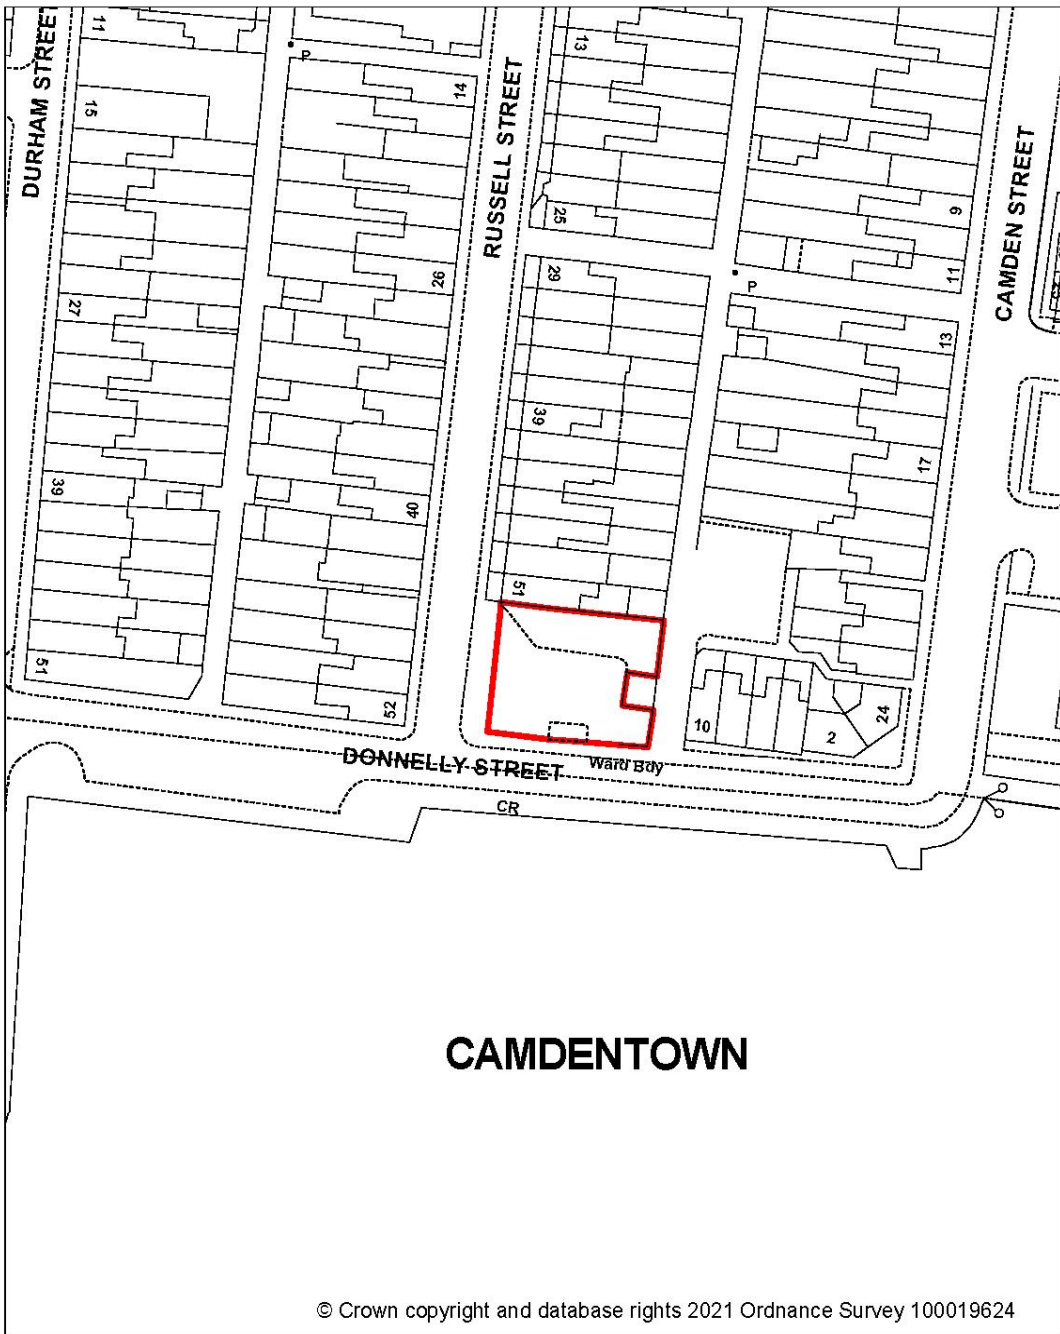 DURHAM STREET
11
15
27
39
51
P
14
26
40
52
RUSSELL STREET
13
25
29
39
51
P
9
11
13
17
24
2
10
CAMDEN STREET
DONNELLY STREET
Ward Bdy
CR
CAMDENTOWN
© Crown copyright and database rights 2021 Ordnance Survey 100019624